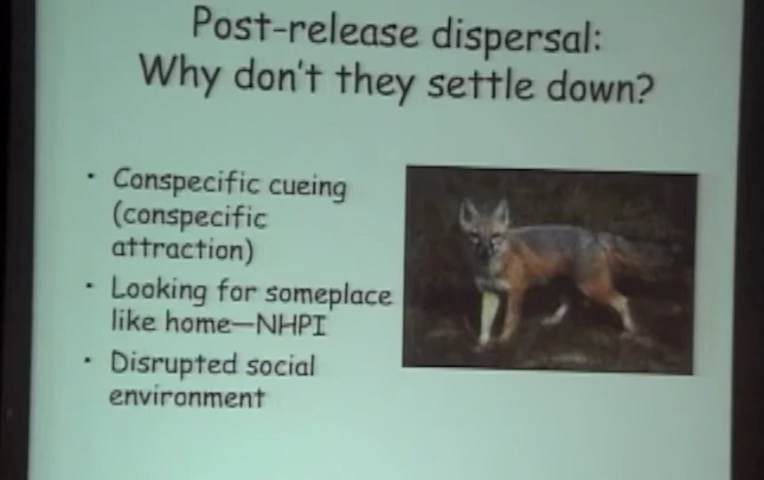 Post-release dispersal:
Why don't they settle down?
• Conspecific cueing
(conspecific
attraction)
• Looking for someplace
like home—NHPI
• Disrupted social
environment